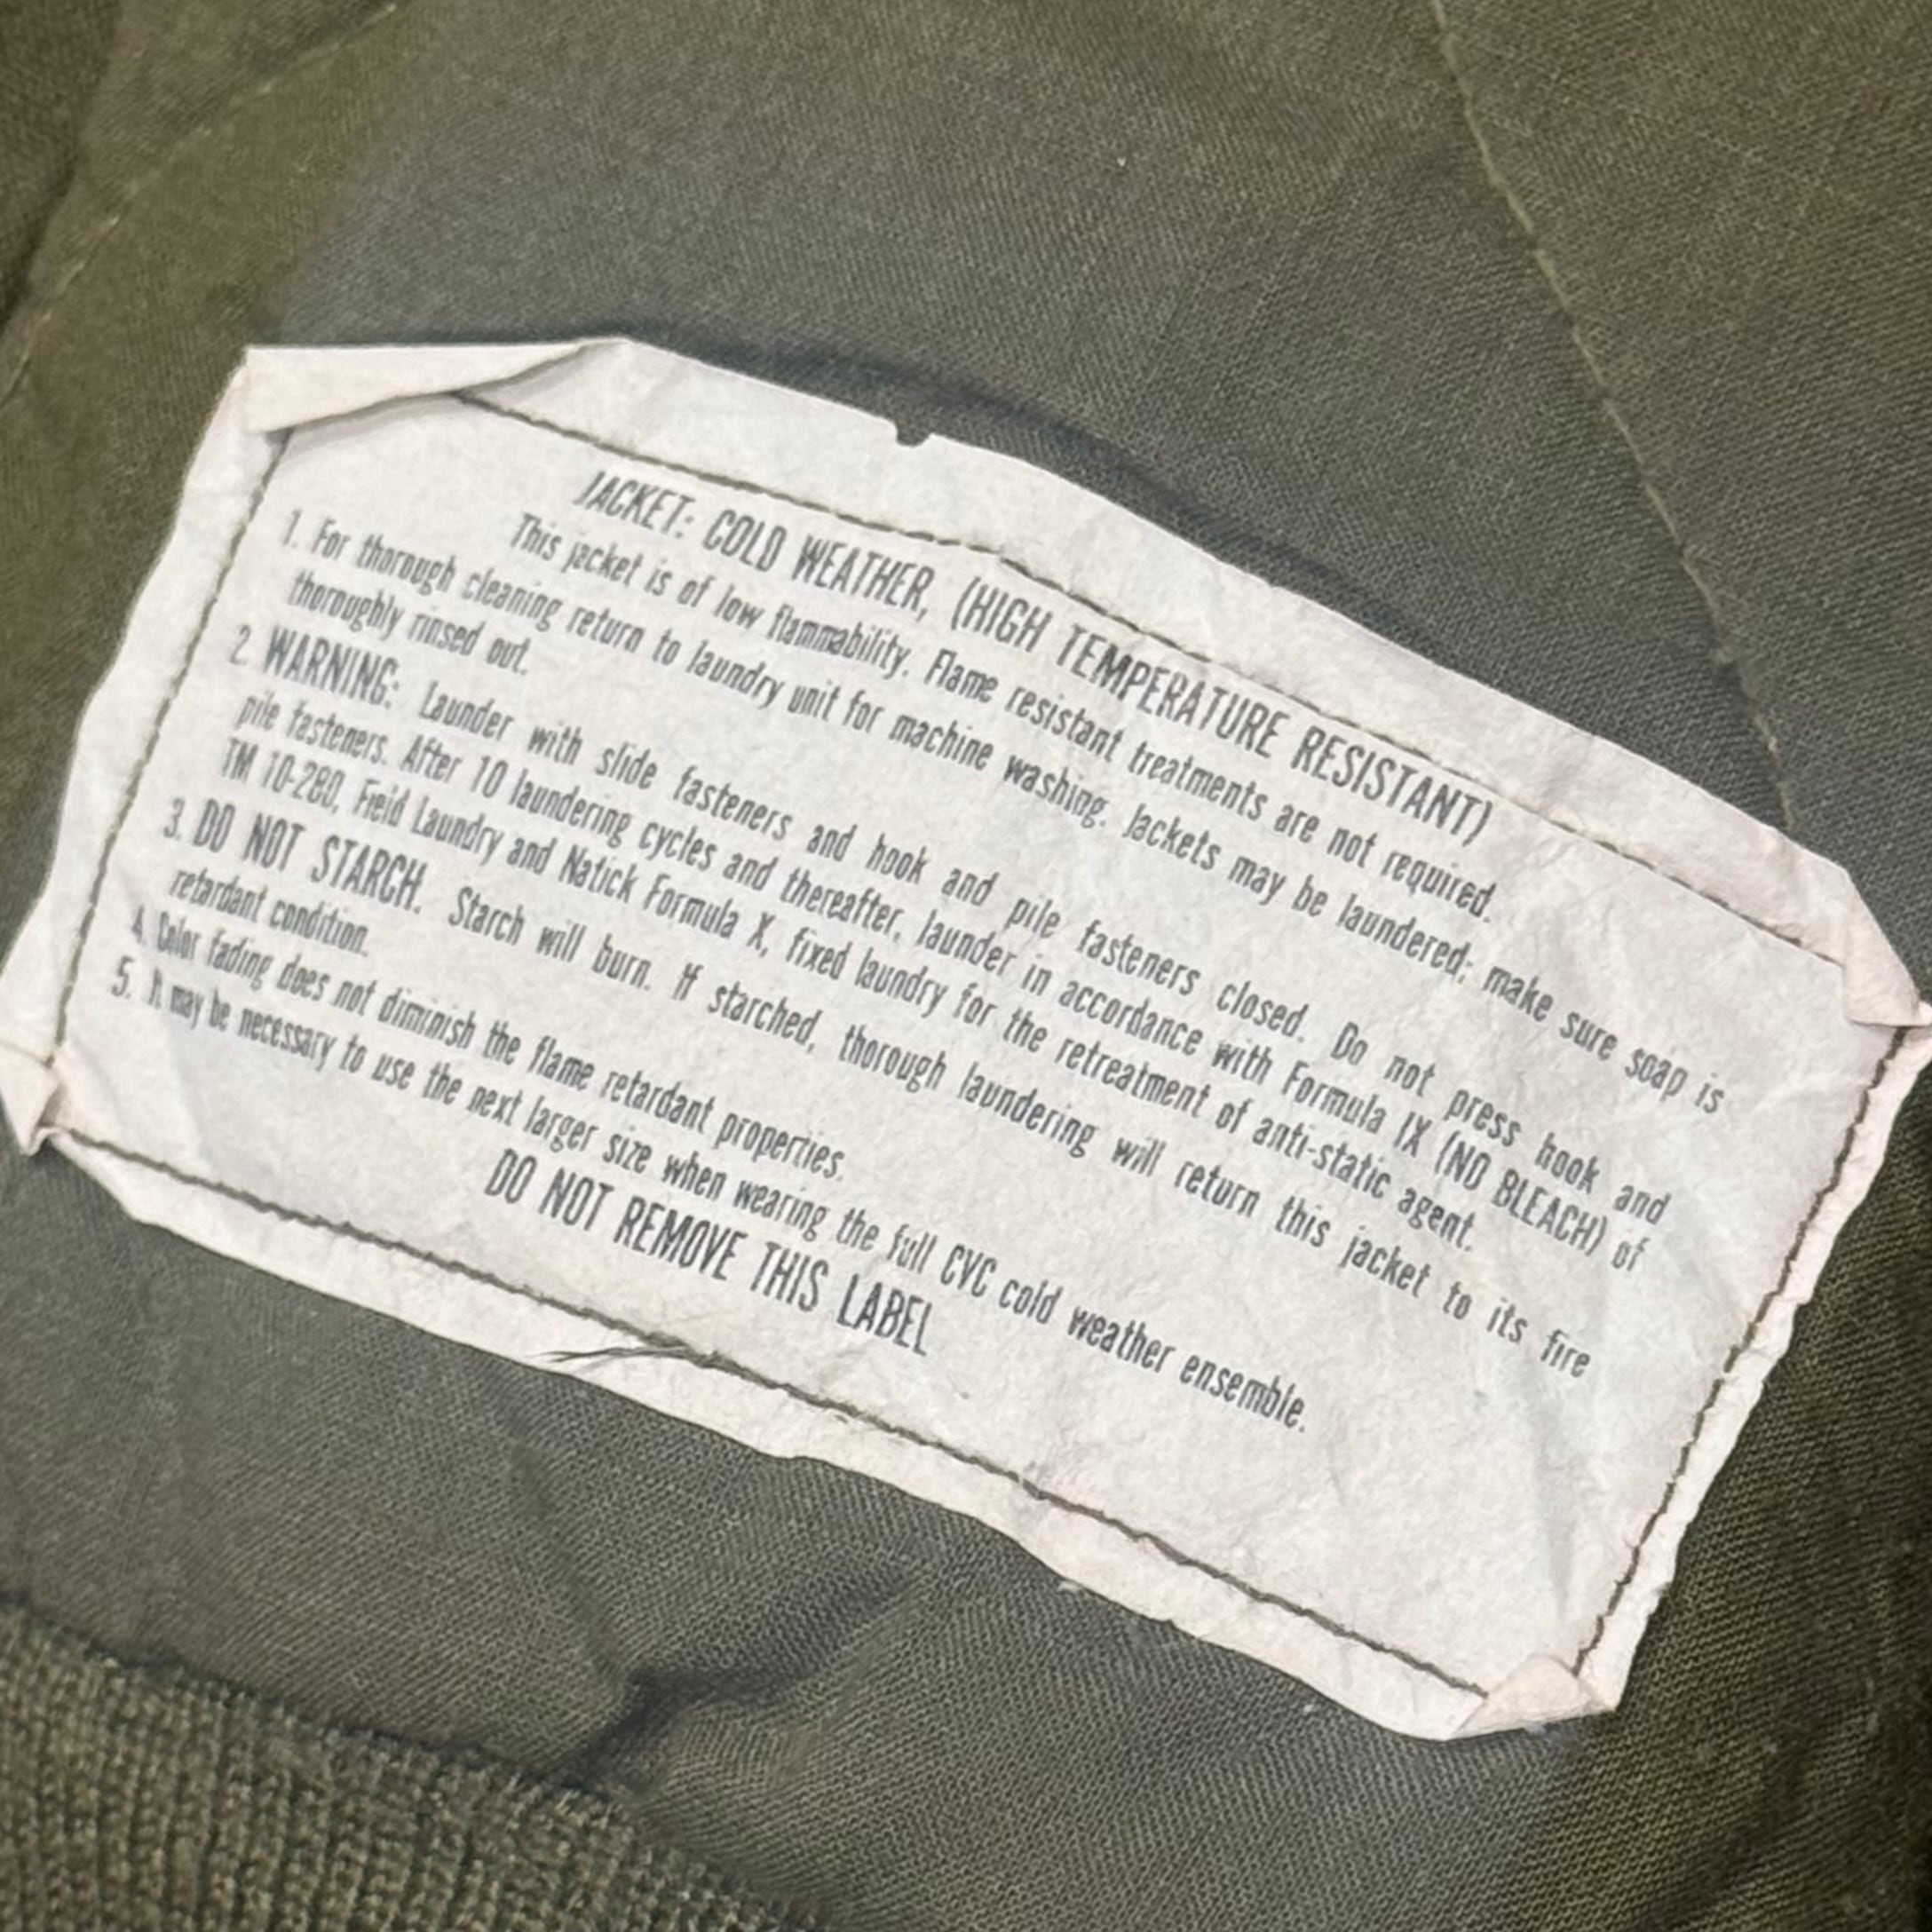 JACKET: COLD WEATHER, (HIGH TEMPERATURE RESISTANT)
This jacket is of low flammability. Flame resistant treatments are not required.
1. For thorough cleaning return to laundry unit for machine washing. Jackets may be laundered; make sure soap is
thoroughly rinsed out.
2. WARNING: Launder with slide fasteners and hook and pile fasteners closed. Do not press hook and
pile fasteners. After 10 laundering cycles and thereafter, launder in accordance with Formula IX (NO BLEACH) of
TM 10-280, Field Laundry and Natick Formula X, fixed laundry for the retreatment of anti-static agent.
3. DO NOT STARCH. Starch will burn. If starched, thorough laundering will return this jacket to its fire
retardant condition.
4. Color fading does not diminish the flame retardant properties.
5. It may be necessary to use the next larger size when wearing the full CVC cold weather ensemble.
DO NOT REMOVE THIS LABEL